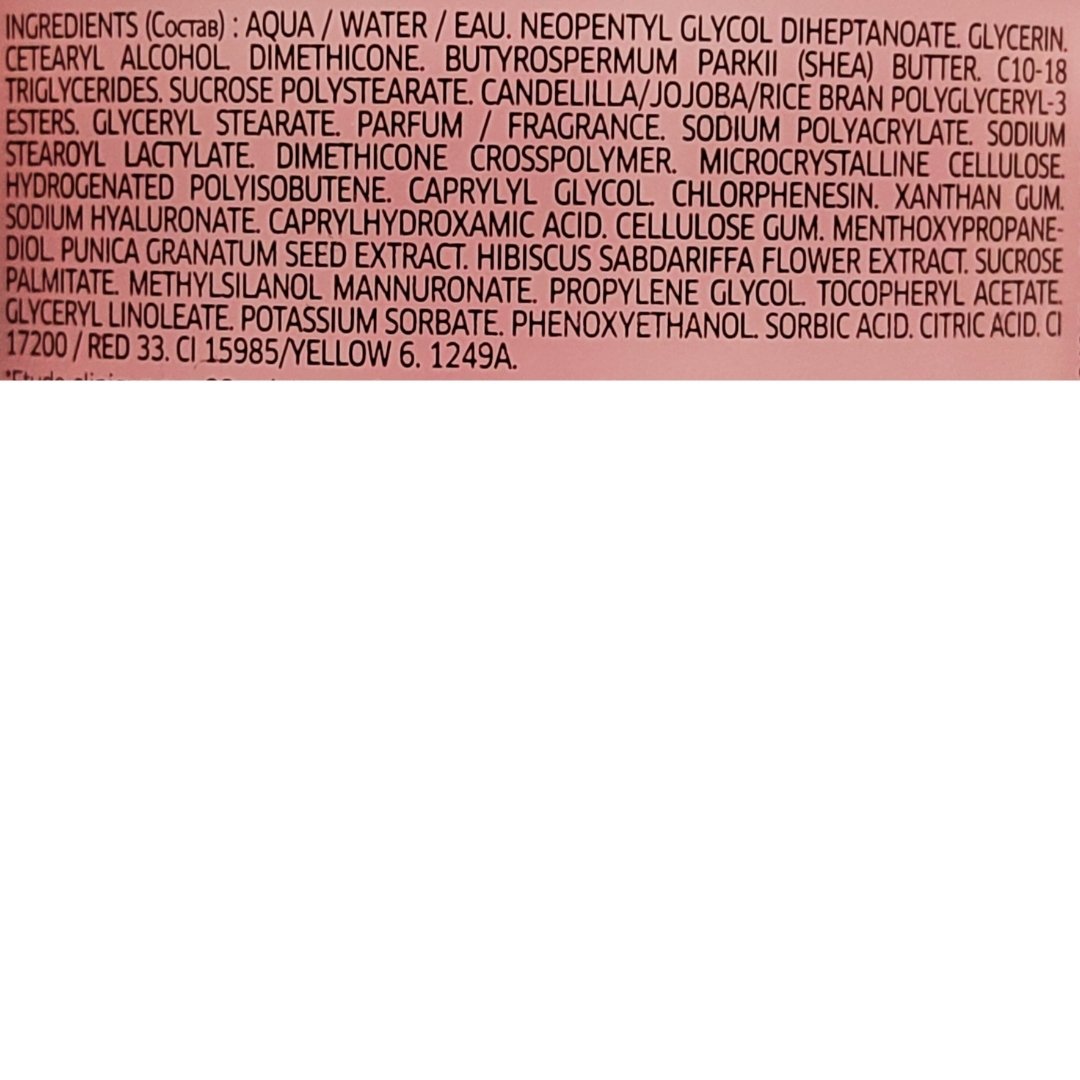 INGREDIENTS (Состав) : AQUA / WATER / EAU. NEOPENTYL GLYCOL DIHEPTANOATE. GLYCERIN.
CETEARYL ALCOHOL. DIMETHICONE. BUTYROSPERMUM PARKII (SHEA) BUTTER. C10-18
TRIGLYCERIDES. SUCROSE POLYSTEARATE. CANDELILLA/JOJOBA/RICE BRAN POLYGLYCERYL-3
ESTERS. GLYCERYL STEARATE. PARFUM / FRAGRANCE. SODIUM POLYACRYLATE. SODIUM
STEAROYL LACTYLATE. DIMETHICONE CROSSPOLYMER. MICROCRYSTALLINE CELLULOSE.
HYDROGENATED POLYISOBUTENE. CAPRYLYL GLYCOL. CHLORPHENESIN. XANTHAN GUM.
SODIUM HYALURONATE. CAPRYLHYDROXAMIC ACID. CELLULOSE GUM. MENTHOXYPROPANE-
DIOL. PUNICA GRANATUM SEED EXTRACT. HIBISCUS SABDARIFFA FLOWER EXTRACT. SUCROSE
PALMITATE. METHYLSILANOL MANNURONATE. PROPYLENE GLYCOL. TOCOPHERYL ACETATE.
GLYCERYL LINOLEATE. POTASSIUM SORBATE. PHENOXYETHANOL. SORBIC ACID. CITRIC ACID. CI
17200 / RED 33. CI 15985/YELLOW 6. 1249A.